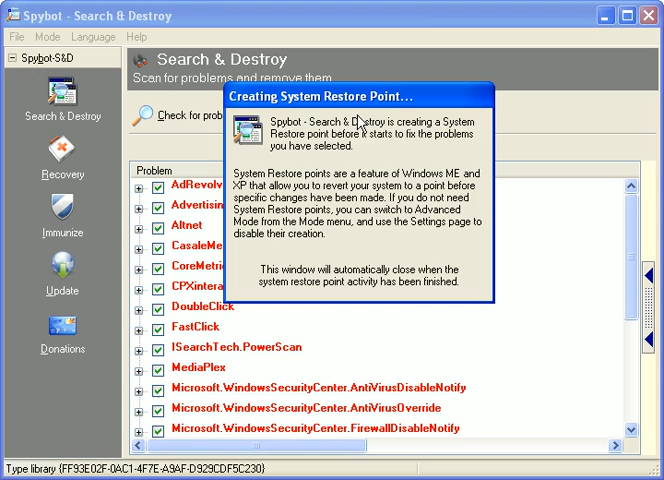 Spybot - Search & Destroy
File Mode Language Help
Spybot-S&D
Search & Destroy
Recovery
Immunize
Update
Donations
Search & Destroy
Scan for problems and remove them
Check for prob
Problem
AdRevolv
Advertising
Altnet
CasaleMe
CoreMetric
CPXintera
DoubleClick
FastClick
ISearchTech.PowerScan
MediaPlex
Microsoft.WindowsSecurityCenter.AntiVirusDisableNotify
Microsoft.WindowsSecurityCenter.AntiVirusOverride
Microsoft.WindowsSecurityCenter.FirewallDisableNotify
Creating System Restore Point...
Spybot - Search & Destroy is creating a System
Restore point before it starts to fix the problems
you have selected.
System Restore points are a feature of Windows ME and
XP that allow you to revert your system to a point before
specific changes have been made. If you do not need
System Restore points, you can switch to Advanced
Mode from the Mode menu, and use the Settings page to
disable their creation.
This window will automatically close when the
system restore point activity has been finished.
Type library {FF93E02F-0AC1-4F7E-A9AF-D929CDF5C230}